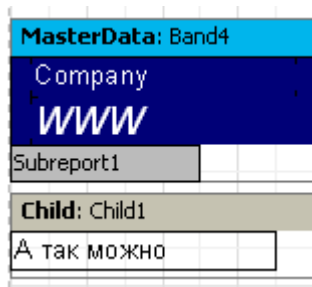 MasterData: Band4
Company
WWW
Subreport1
Child: Child1
А так можно